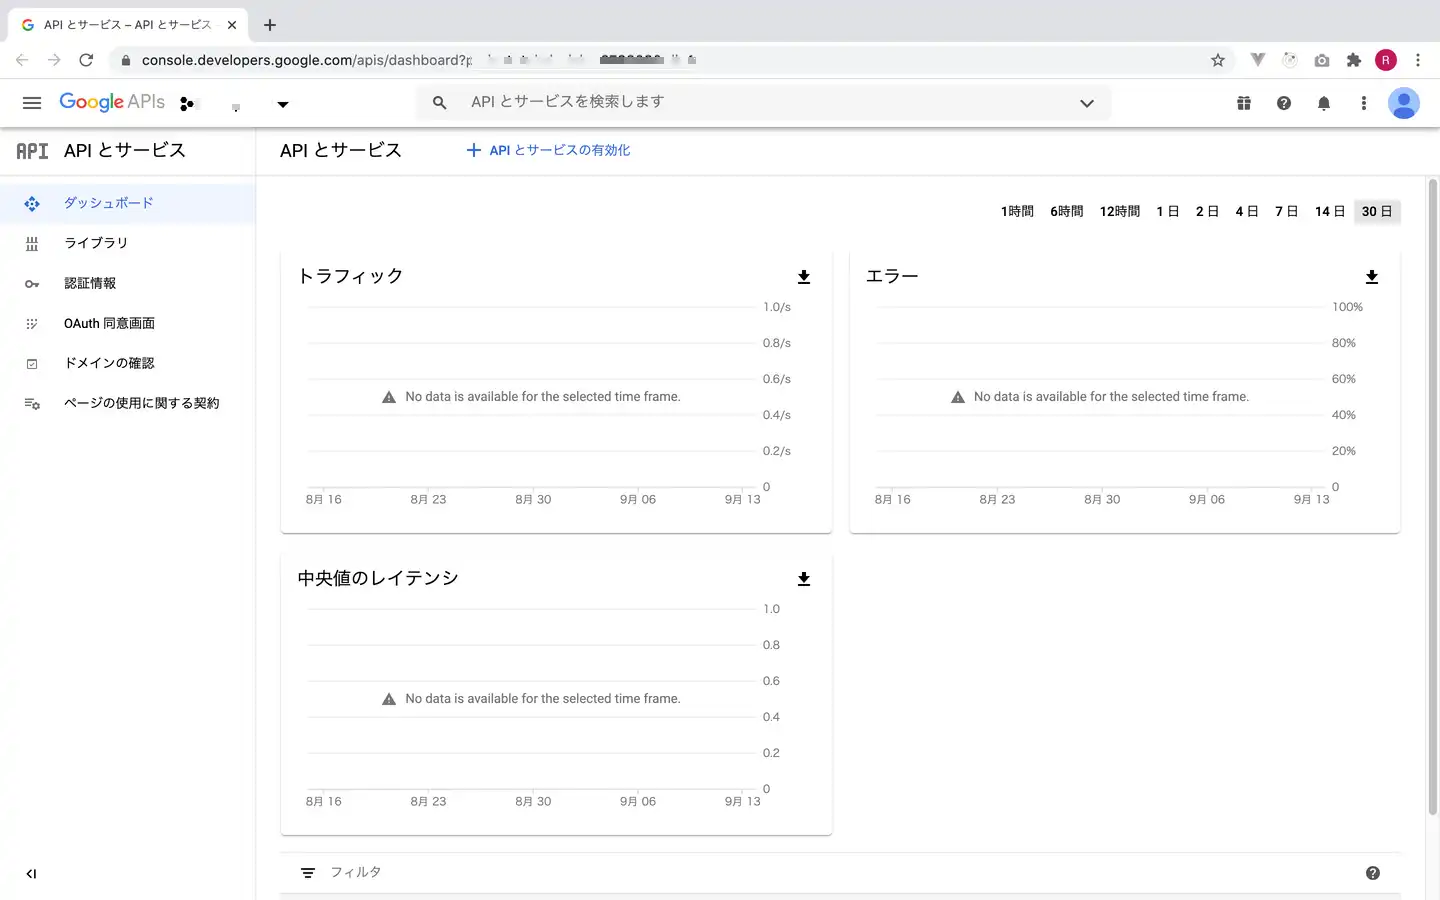 API とサービス – API とサービス
console.developers.google.com/apis/dashboard?p
R
Google APIs
API とサービスを検索します
API API とサービス
API とサービス
API とサービスの有効化
ダッシュボード
ライブラリ
認証情報
OAuth 同意画面
ドメインの確認
ページの使用に関する契約
1時間 6時間 12時間 1 日 2 日 4 日 7 日 14 日 30 日
トラフィック
1.0/s
0.8/s
0.6/s
No data is available for the selected time frame.
0.4/s
0.2/s
0
8月 16 8月 23 8月 30 9月 06 9月 13
エラー
100%
80%
60%
No data is available for the selected time frame.
40%
20%
0
8月 16 8月 23 8月 30 9月 06 9月 13
中央値のレイテンシ
1.0
0.8
0.6
No data is available for the selected time frame.
0.4
0.2
0
8月 16 8月 23 8月 30 9月 06 9月 13
フィルタ